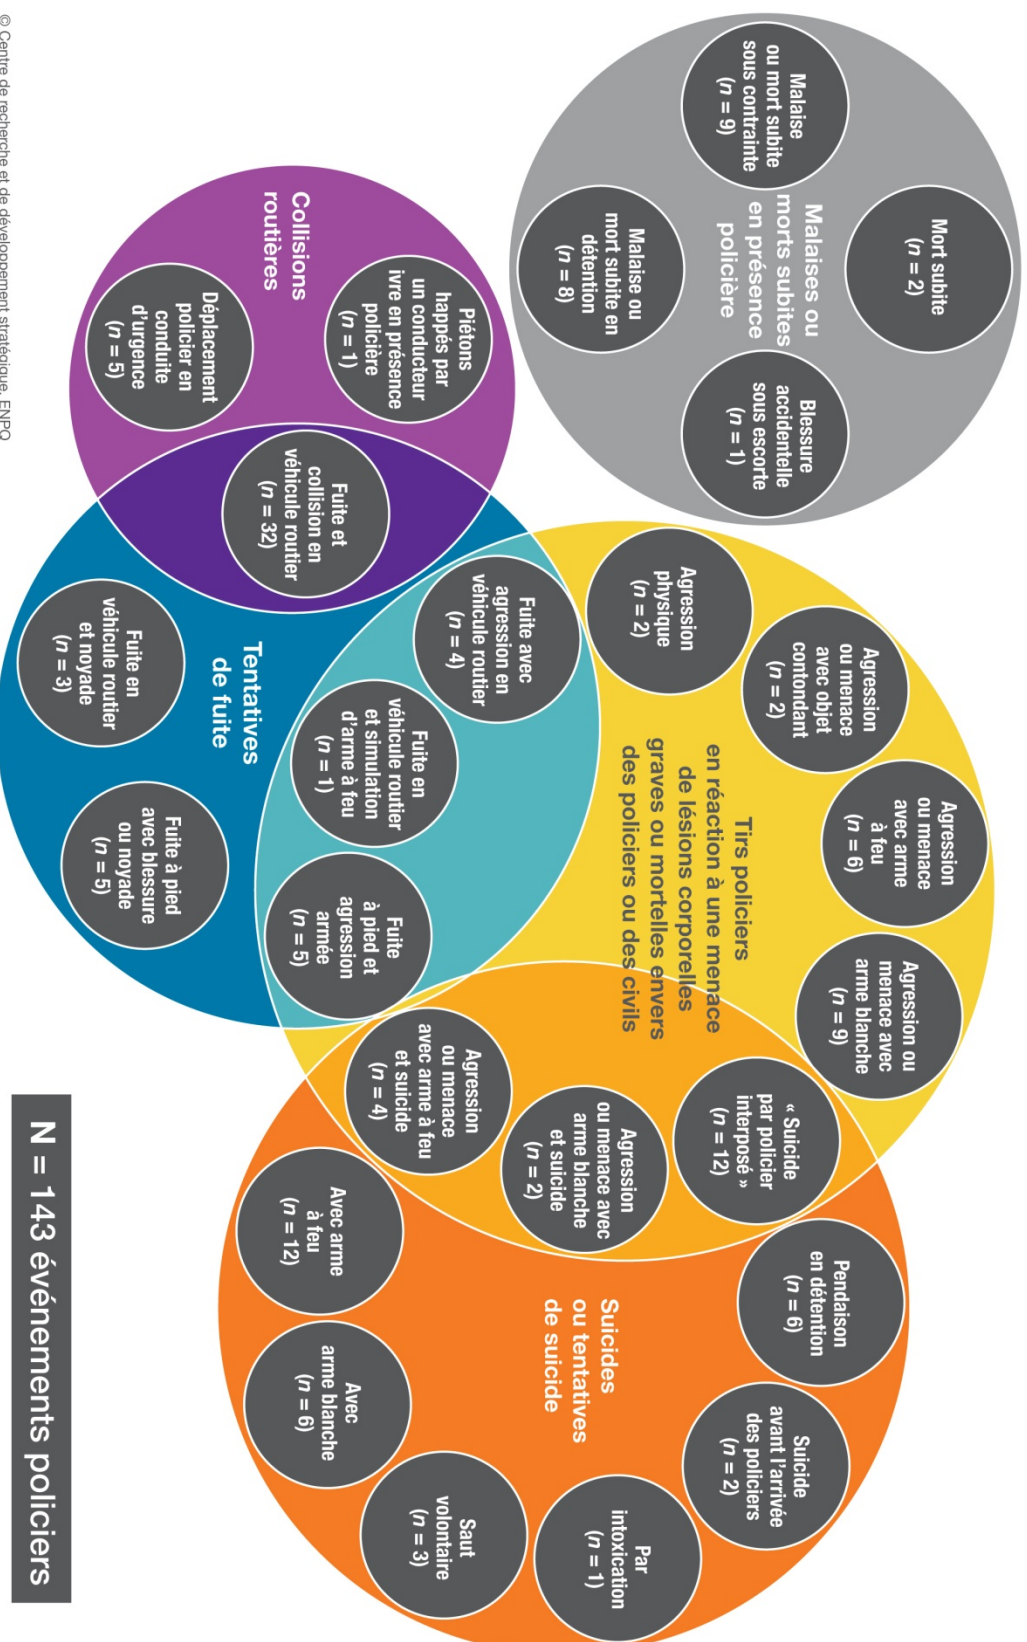 Mort subite
(n = 2)
Malaise
ou mort subite
sous contrainte
(n = 9)
Malaises ou
morts subites
en présence
policière
Blessure
accidentelle
sous escorte
(n = 1)
Malaise ou
mort subite en
détention
(n = 8)
Agression
ou menace
avec objet
contondant
(n = 2)
Agression
ou menace
avec arme
à feu
(n = 6)
Agression ou
menace avec
arme blanche
(n = 9)
Agression
physique
(n = 2)
Tirs policiers
en réaction à une menace
de lésions corporelles
graves ou mortelles envers
des policiers ou des civils
« Suicide
par policier
interposé »
(n = 12)
Agression
ou menace avec
arme blanche
et suicide
(n = 2)
Agression
ou menace
avec arme à feu
et suicide
(n = 4)
Pendaison
en détention
(n = 6)
Suicide
avant l'arrivée
des policiers
(n = 2)
Suicides
ou tentatives
de suicide
Par
intoxication
(n = 1)
Saut
volontaire
(n = 3)
Avec
arme blanche
(n = 6)
Avec arme
à feu
(n = 12)
Fuite avec
agression en
véhicule routier
(n = 4)
Fuite en
véhicule routier
et simulation
d'arme à feu
(n = 1)
Fuite
à pied et
agression
armée
(n = 5)
Piétons
happés par
un conducteur
ivre en présence
policière
(n = 1)
Collisions
routières
Déplacement
policier en
conduite
d'urgence
(n = 5)
Fuite et
collision en
véhicule routier
(n = 32)
Tentatives
de fuite
Fuite en
véhicule routier
et noyade
(n = 3)
Fuite à pied
avec blessure
ou noyade
(n = 5)
N = 143 événements policiers
© Centre de recherche et de développement stratégique, ENPQ